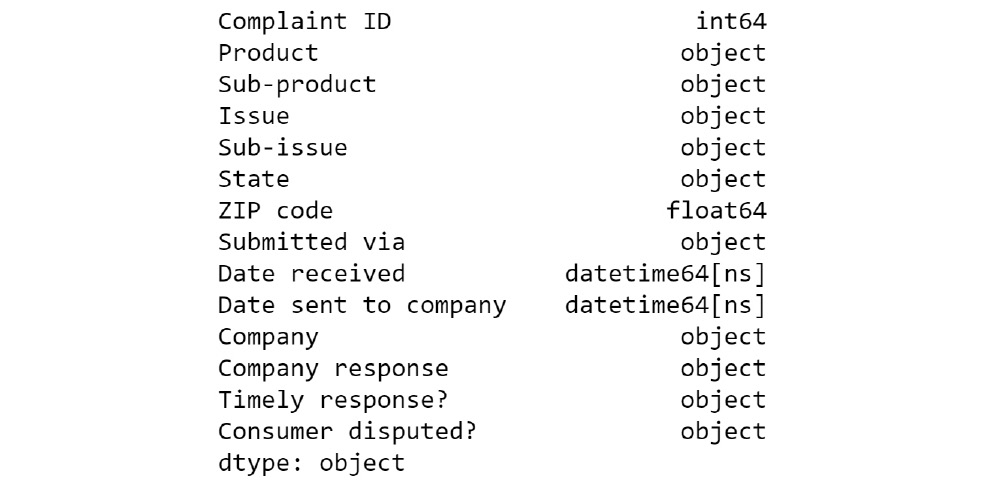 Complaint ID int64
Product object
Sub-product object
Issue object
Sub-issue object
State object
ZIP code float64
Submitted via object
Date received datetime64[ns]
Date sent to company datetime64[ns]
Company object
Company response object
Timely response? object
Consumer disputed? object
dtype: object